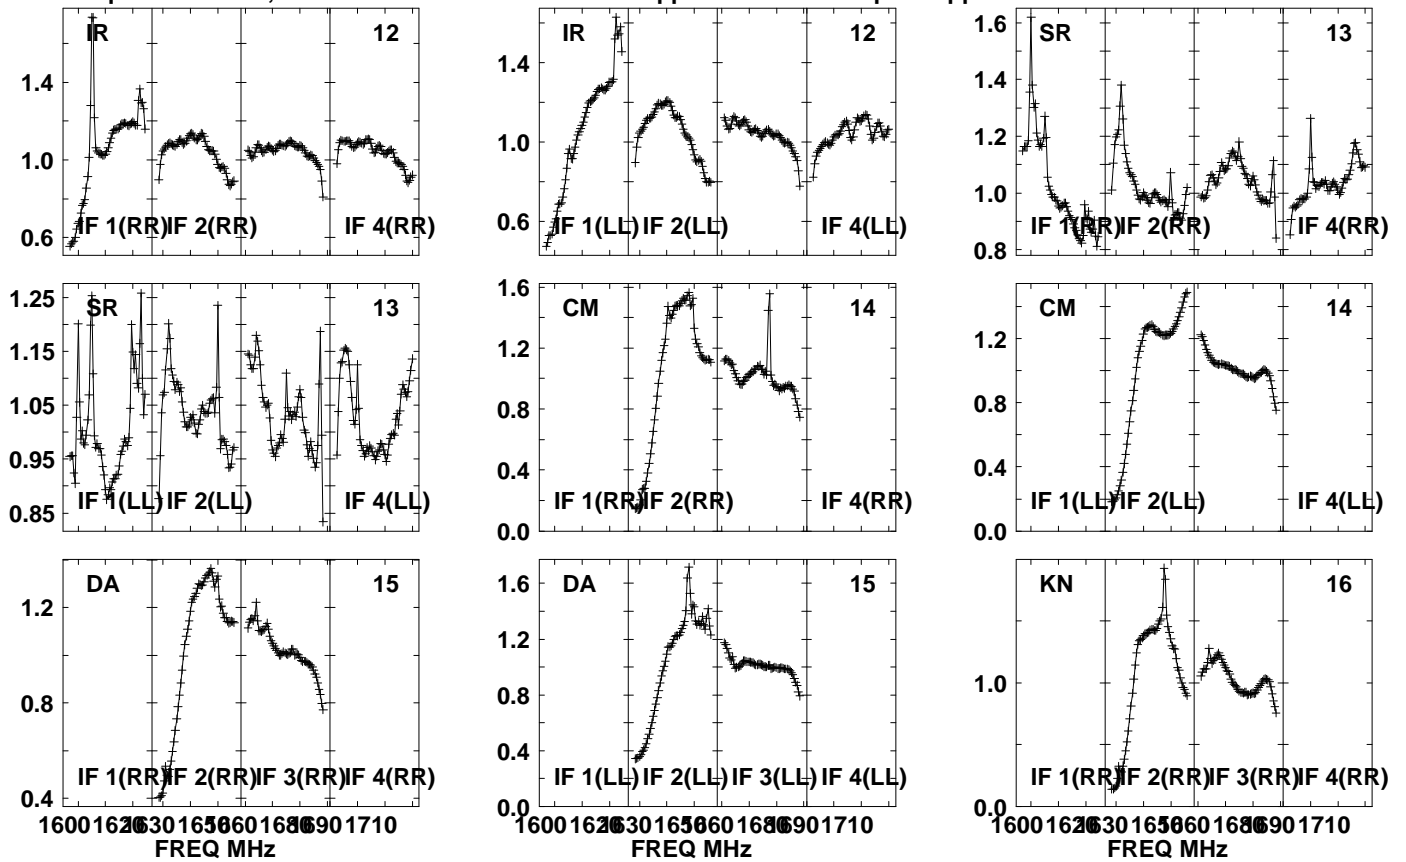 IR 12 IR 12 SR 13
1.4 1.0 0.6
1.4 1.0 0.6
1.6 1.4 1.2 1.0 0.8
IF 1(RR) IF 2(RR) IF 4(RR) IF 1(LL) IF 2(LL) IF 4(LL) IF 1(RR) IF 2(RR) IF 4(RR)
SR 13 CM 14 CM 14
1.25 1.15 1.05 0.95 0.85
1.6 1.2 0.8 0.4 0.0
1.2 0.8 0.4 0.0
IF 1(LL) IF 2(LL) IF 4(LL) IF 1(RR) IF 2(RR) IF 4(RR) IF 1(LL) IF 2(LL) IF 4(LL)
DA 15 DA 15 KN 16
1.2 0.8 0.4
1.6 1.2 0.8 0.4 0.0
1.0 0.0
IF 1(RR) IF 2(RR) IF 3(RR) IF 4(RR) IF 1(LL) IF 2(LL) IF 3(LL) IF 4(LL) IF 1(RR) IF 2(RR) IF 3(RR) IF 4(RR)
1600 1620 1630 1650 1660 1680 1690 1710 1600 1620 1630 1650 1660 1680 1690 1710 1600 1620 1630 1650 1660 1680 1690 1710
FREQ MHz FREQ MHz FREQ MHz